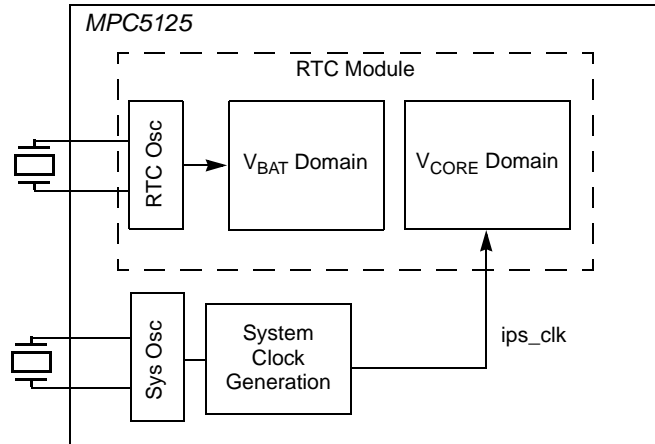 MPC5125
RTC Module
RTC Osc
VBAT Domain
VCORE Domain
Sys Osc
System
Clock
Generation
ips_clk